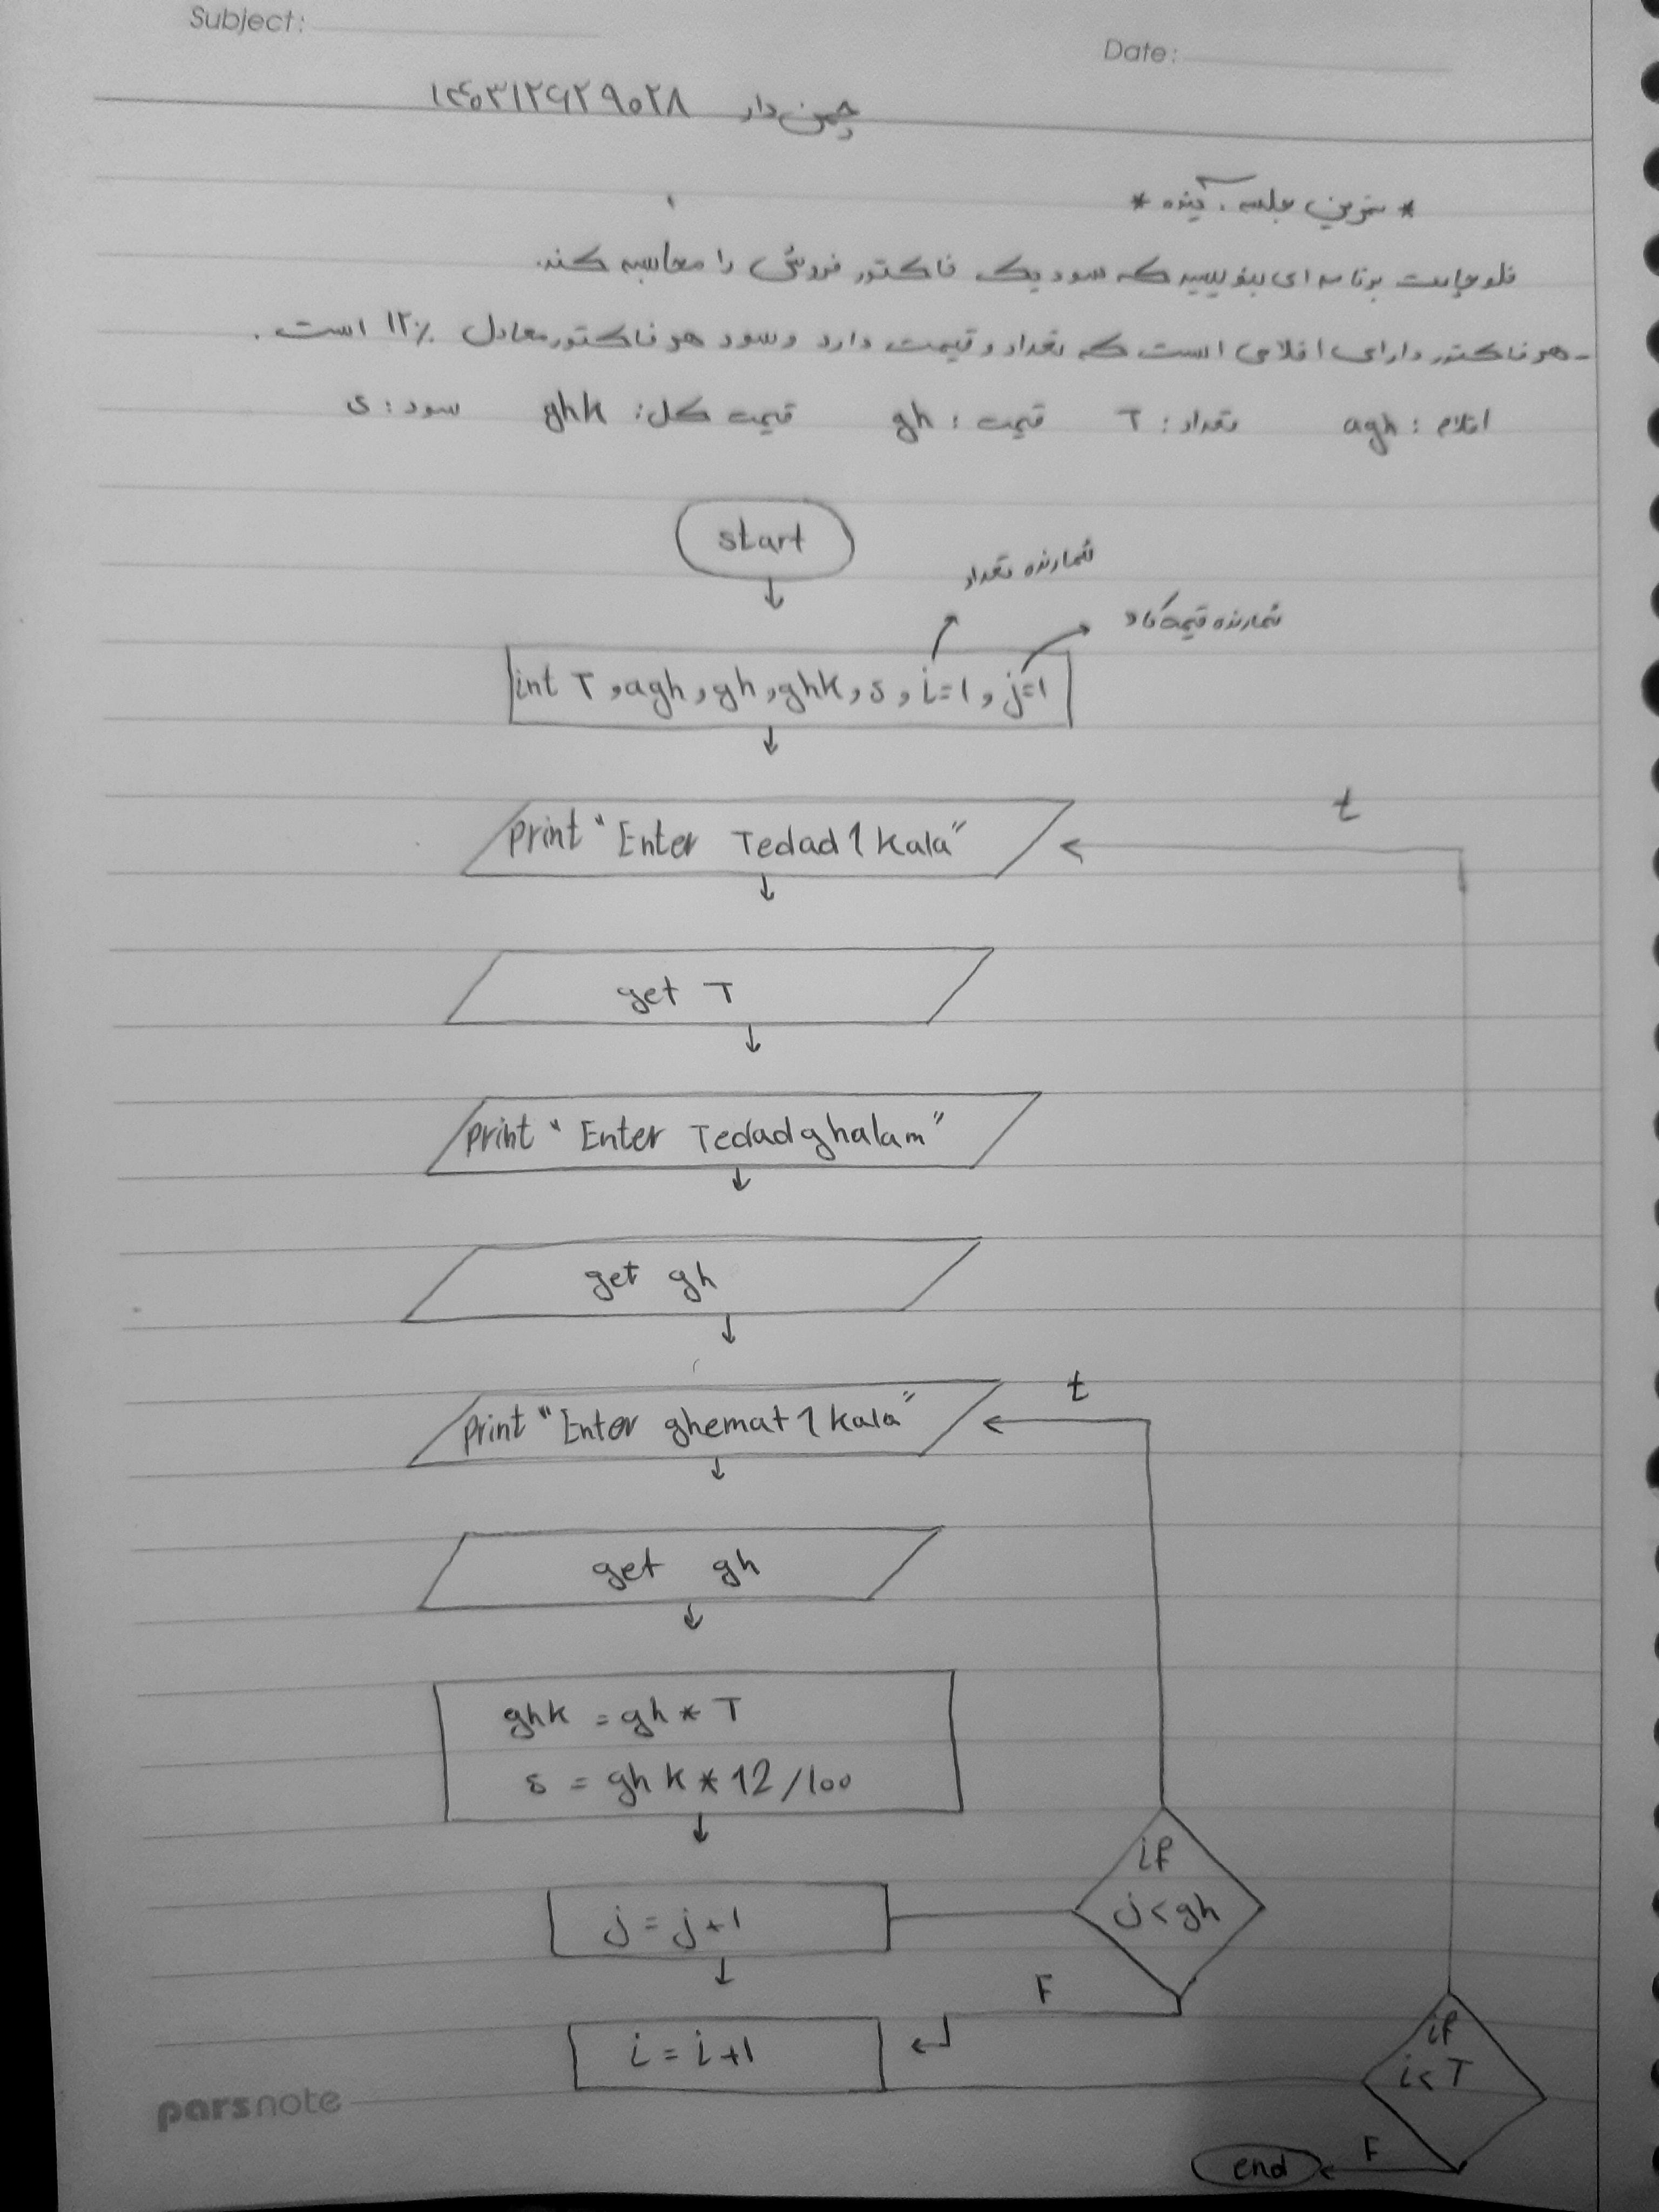 Subject:
Date:
چمن‌دار ۱۴۰۳۱۲۶۲۹۰۲۸
* تمرین جلسه آینده *
فلوچارت برنامه ای بنویسید که سود یک فاکتور فروش را محاسبه کند.
- هر فاکتور دارای اقلامی است که تعداد و قیمت دارد و سود هر فاکتور معادل ۱۲٪ است.
اقلام: agh تعداد: T قیمت: gh قیمت کل: ghk سود: s
start
شمارنده تعداد
شمارنده قیمت
int T, agh, gh, ghk, s, i=1, j=1
print "Enter Tedad 1 kala"
t
get T
print "Enter Tedad ghalam"
get gh
print "Enter ghemat 1 kala"
t
get gh
ghk = gh * T
s = ghk * 12/100
j = j+1
if
j < gh
F
i = i+1
if
i < T
F
end
parsnote